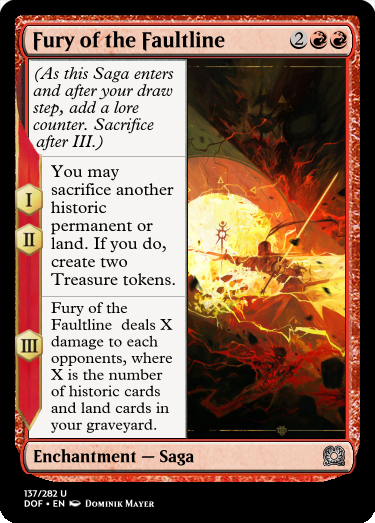 Fury of the Faultline 2
(As this Saga enters
and after your draw
step, add a lore
counter. Sacrifice
after III.)
I
II
You may
sacrifice another
historic
permanent or
land. If you do,
create two
Treasure tokens.
III
Fury of the
Faultline deals X
damage to each
opponents, where
X is the number
of historic cards
and land cards in
your graveyard.
Enchantment — Saga
137/282 U
DOF • EN Dominik Mayer